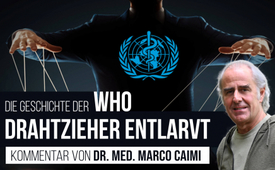 DIE GESCHICHTE DER WHO
DRAHTZIEHER ENTLARVT
KOMMENTAR VON DR. MED. MARCO CAIMI